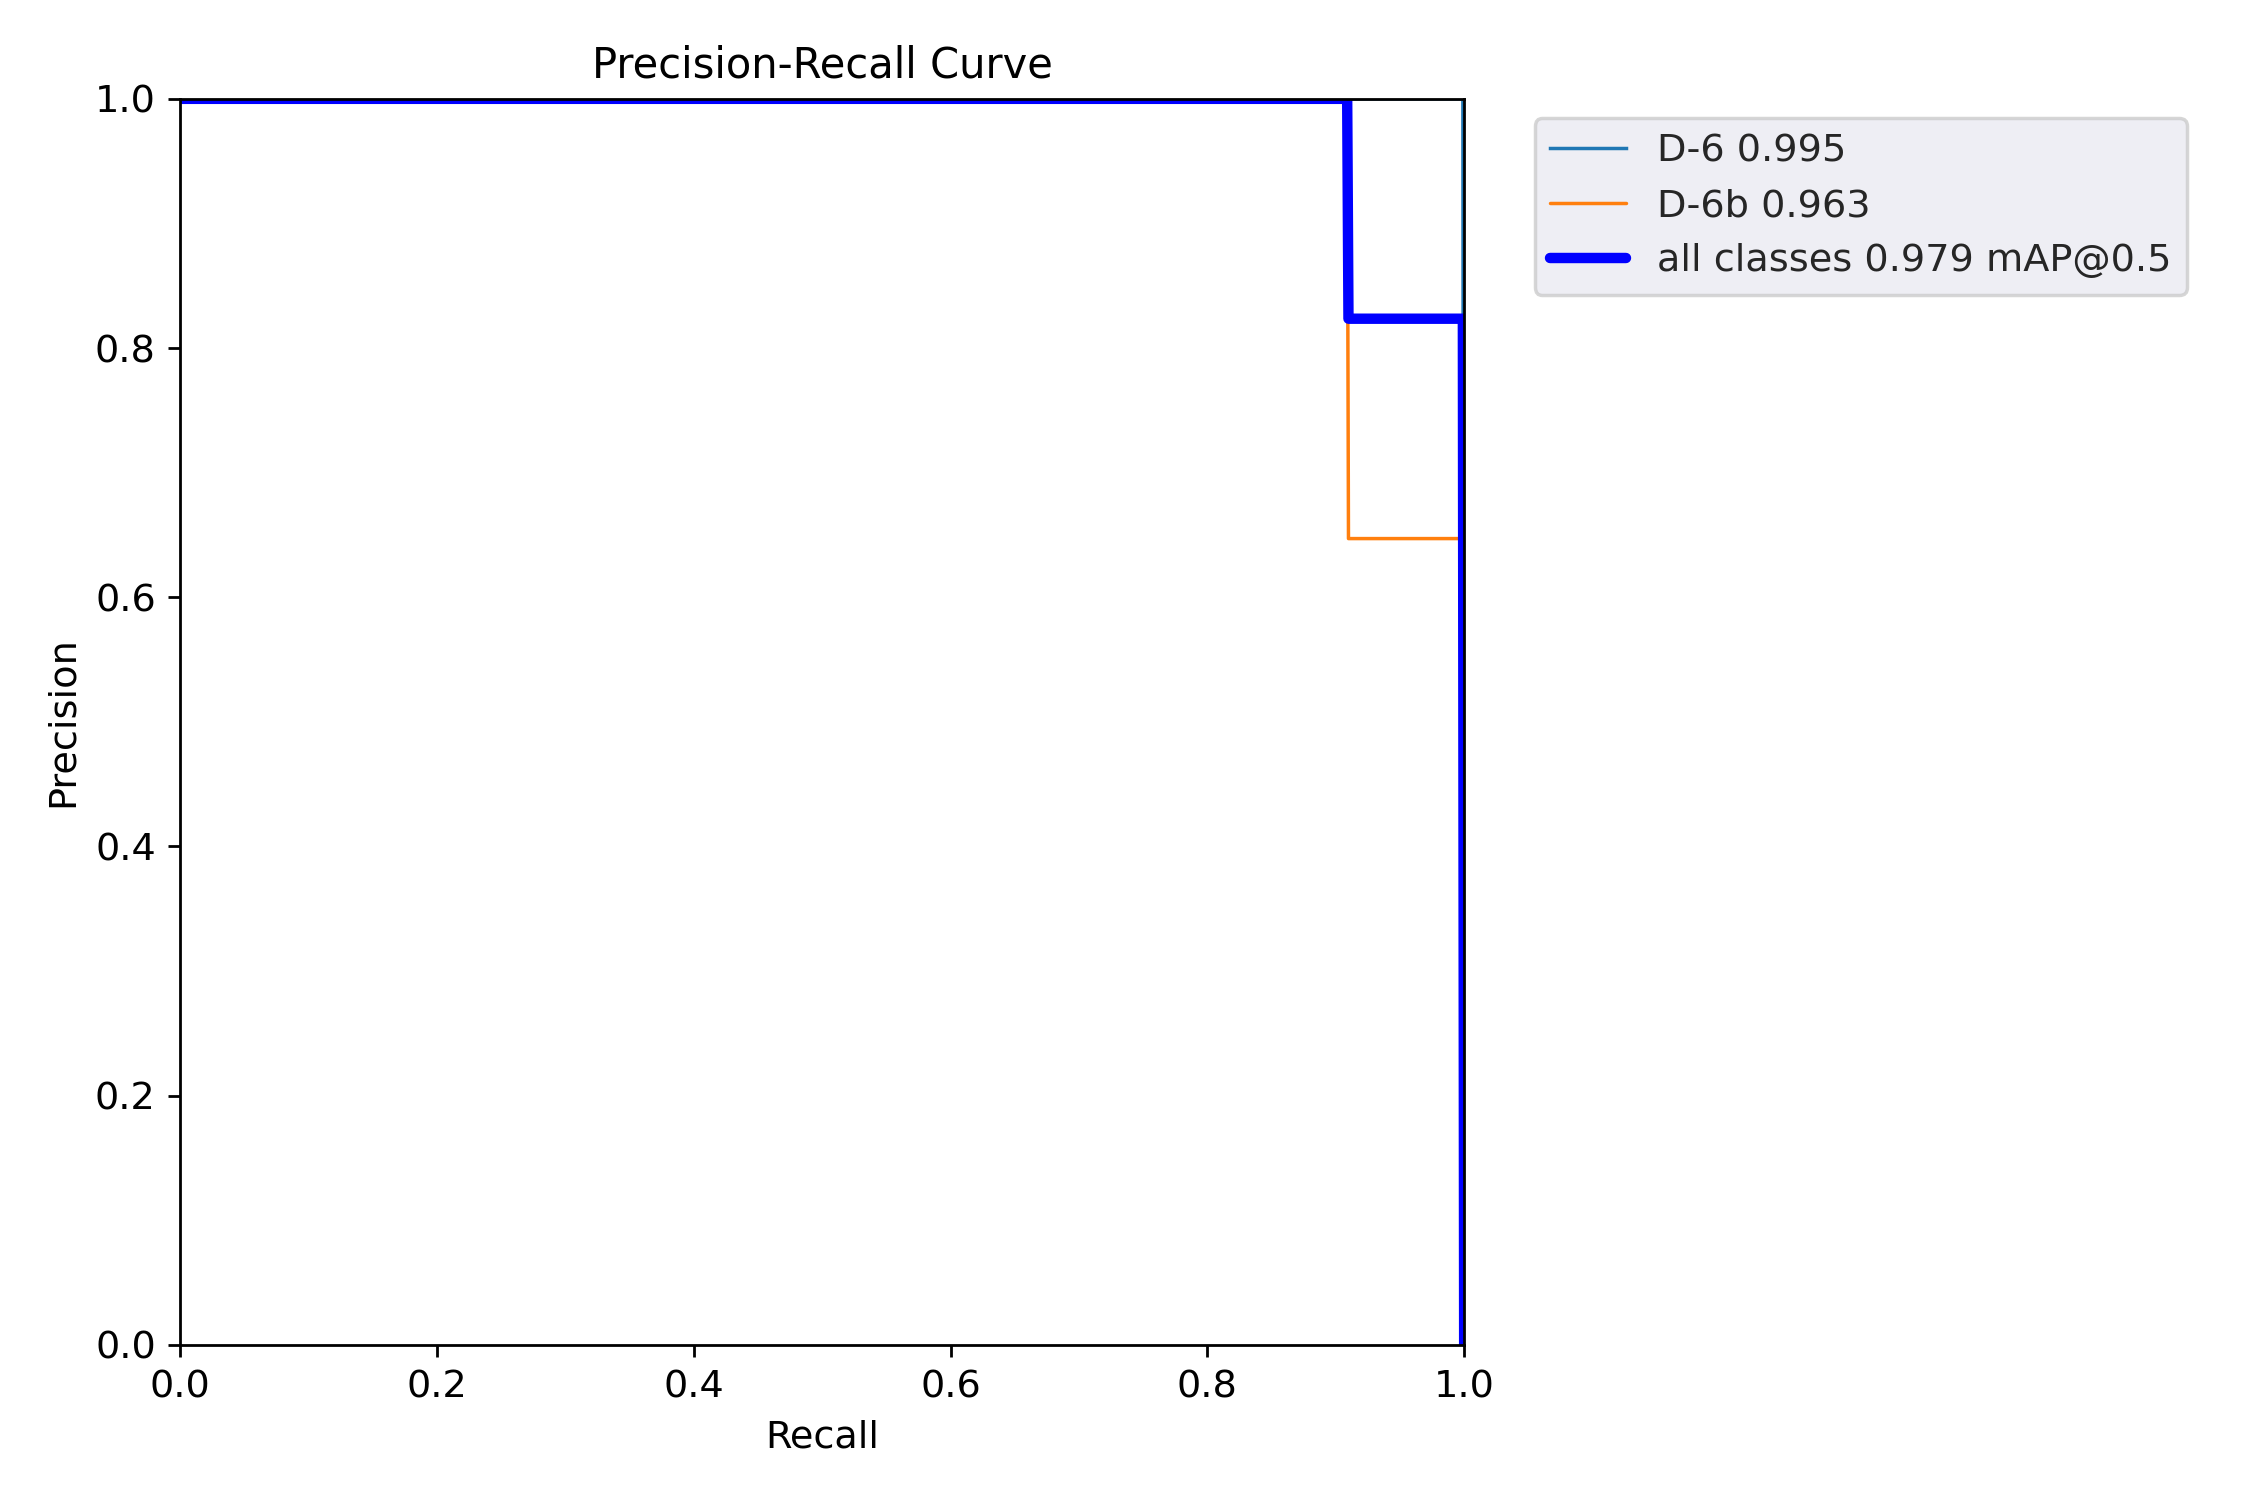 Precision-Recall Curve
1.0
0.8
0.6
0.4
0.2
0.0
Precision
0.0 0.2 0.4 0.6 0.8 1.0
Recall
D-6 0.995
D-6b 0.963
all classes 0.979 mAP@0.5